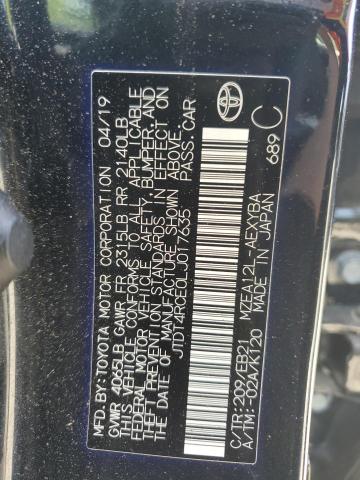 MFD.BY:TOYOTA MOTOR CORPORATION 04/19
GVWR 4065LB GAWR FR 2315LB RR 2140LB
THIS VEHICLE CONFORMS TO ALL APPLICABLE
FEDERAL MOTOR VEHICLE SAFETY, BUMPER, AND
THEFT PREVENTION STANDARDS IN EFFECT ON
THE DATE OF MANUFACTURE SHOWN ABOVE.
JTDT4RCE0LJ017635 PASS.CAR
C/TR:209/EB21 MZEA12L-AEXYBA
A/TM:-02A/K120 MADE IN JAPAN 689
C